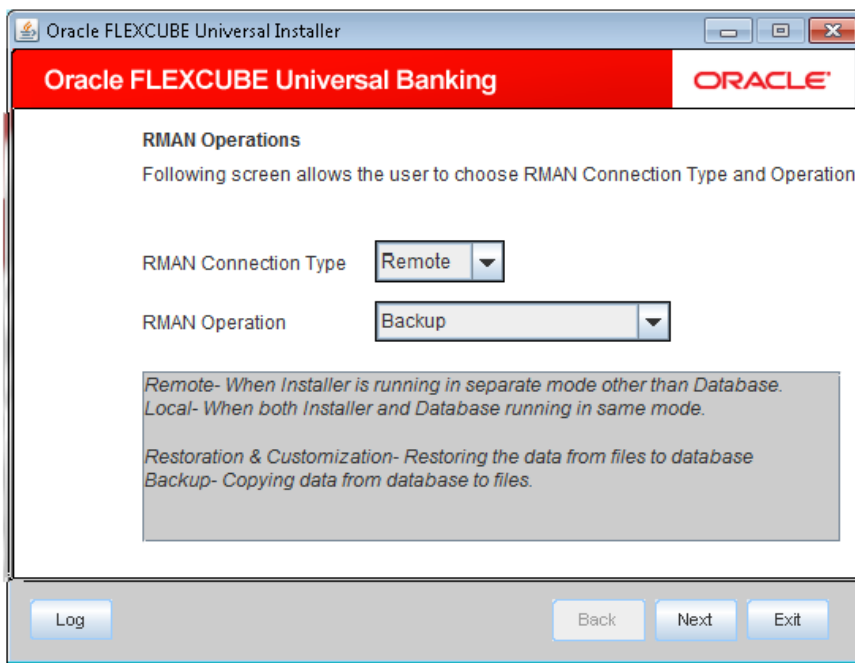 Oracle FLEXCUBE Universal Installer
Oracle FLEXCUBE Universal Banking
ORACLE
RMAN Operations
Following screen allows the user to choose RMAN Connection Type and Operation
RMAN Connection Type
Remote
RMAN Operation
Backup
Remote- When Installer is running in separate mode other than Database.
Local- When both Installer and Database running in same mode.
Restoration & Customization- Restoring the data from files to database
Backup- Copying data from database to files.
Log
Back
Next
Exit